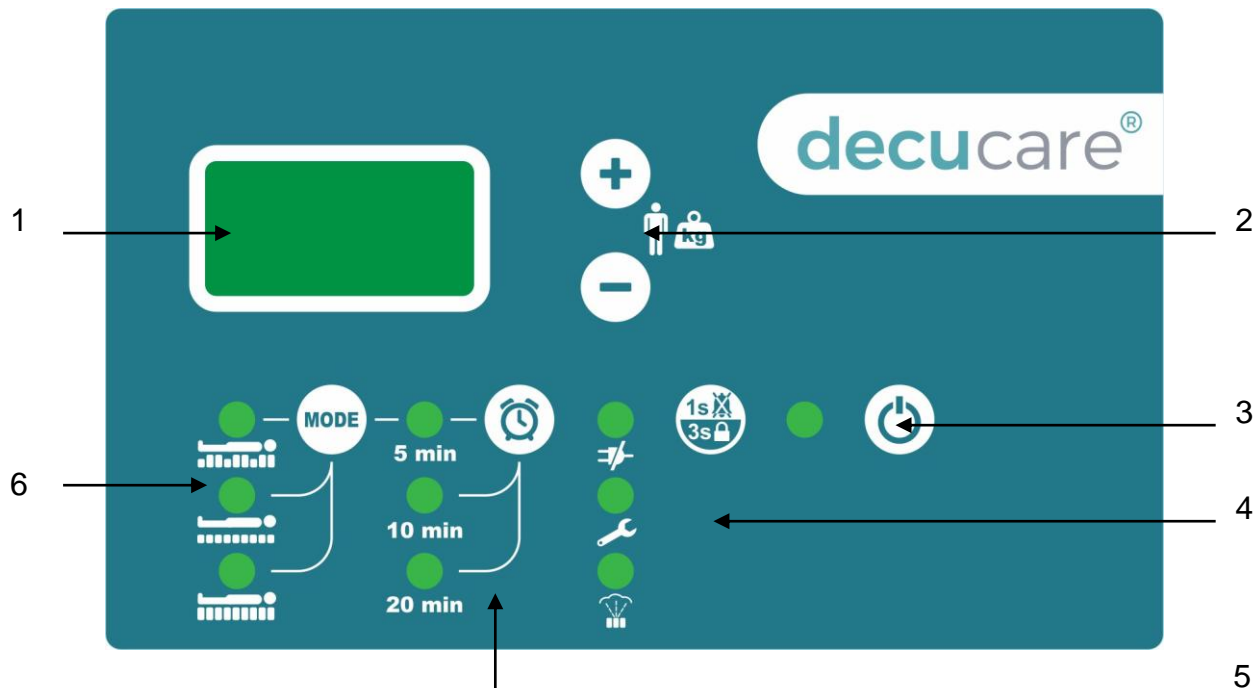 decucare®
1
+
2
kg
−
MODE
5 min
1s
3s
3
6
10 min
4
20 min
5